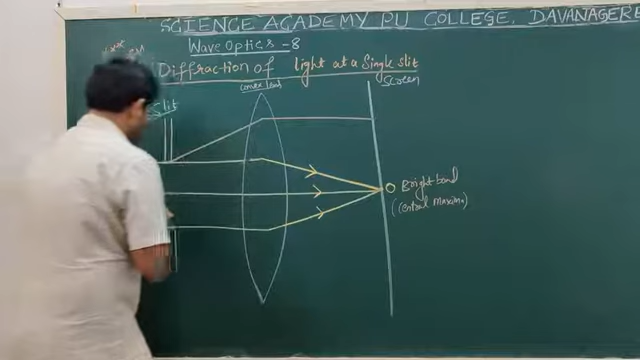 SCIENCE ACADEMY PU COLLEGE, DAVANAGERE
Wave Optics - 8
Diffraction of light at a Single slit
convex lens
Screen
Slit
O Bright band
(Central Maxima)